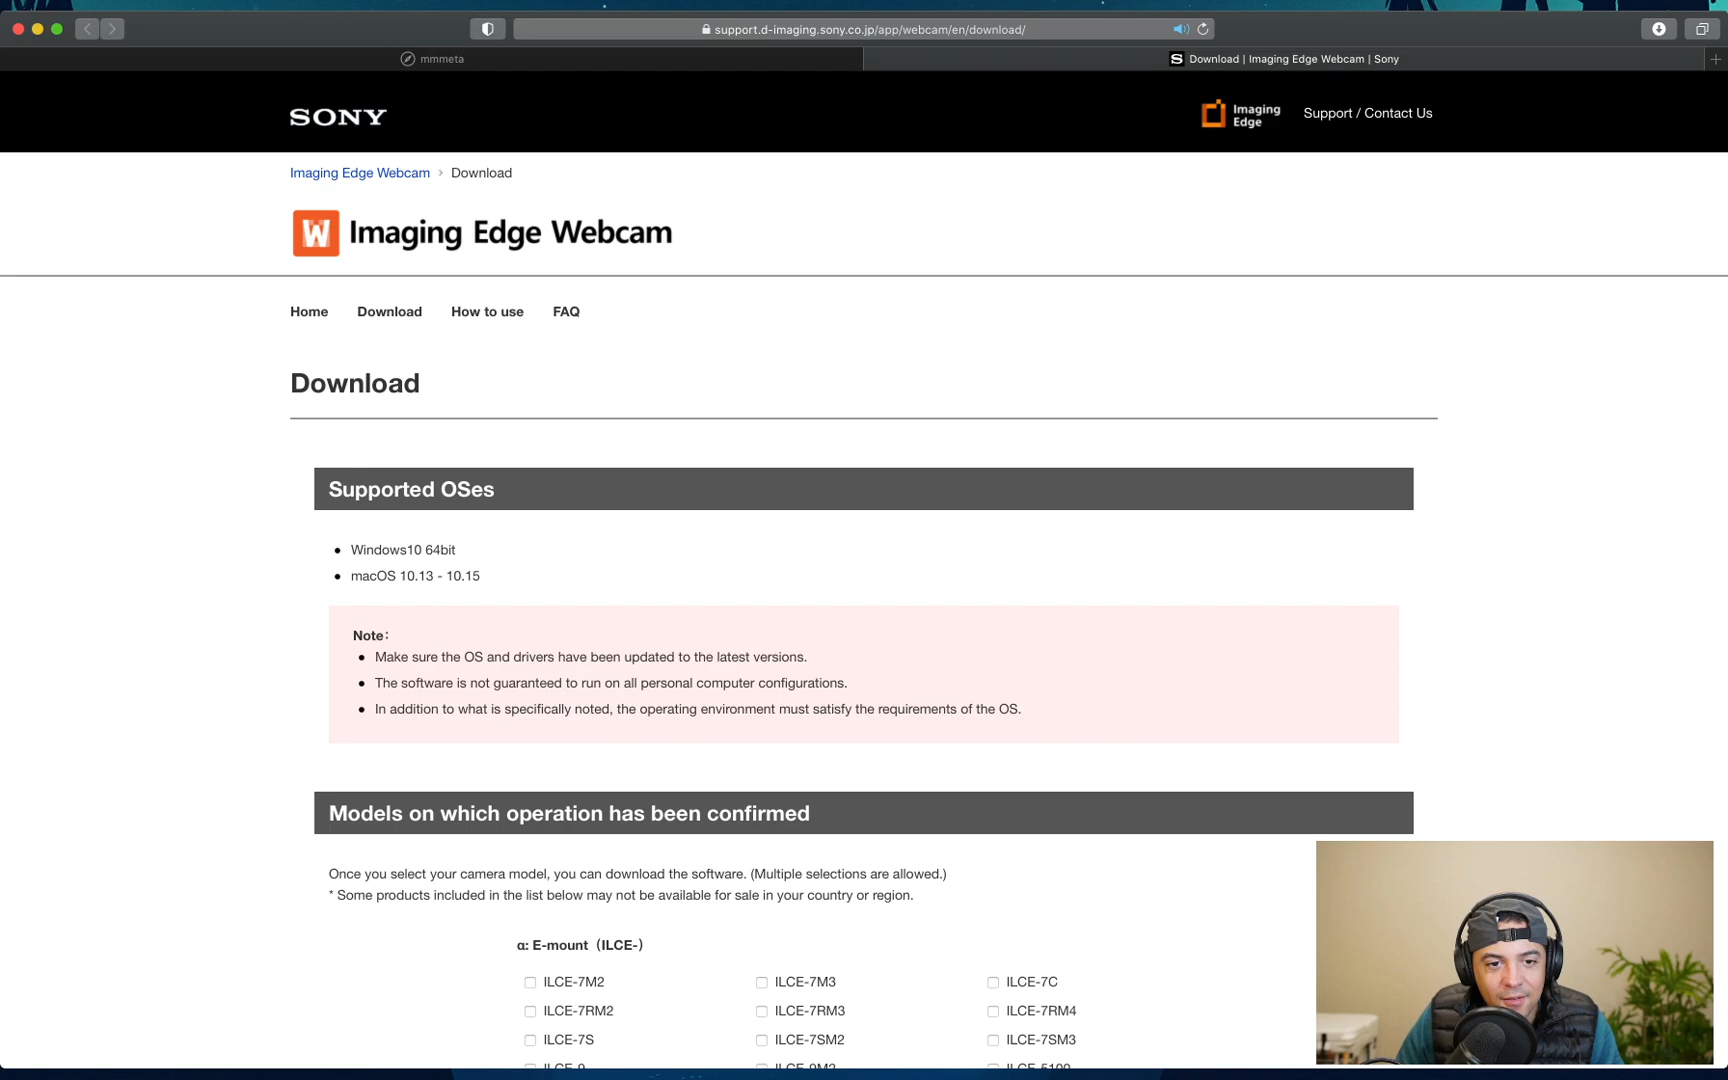 support.d-imaging.sony.co.jp/app/webcam/en/download/
mmmeta
S Download | Imaging Edge Webcam | Sony
SONY
Imaging Edge
Support / Contact Us
Imaging Edge Webcam › Download
W Imaging Edge Webcam
Home Download How to use FAQ
Download
Supported OSes
● Windows10 64bit
● macOS 10.13 - 10.15
Note:
● Make sure the OS and drivers have been updated to the latest versions.
● The software is not guaranteed to run on all personal computer configurations.
● In addition to what is specifically noted, the operating environment must satisfy the requirements of the OS.
Models on which operation has been confirmed
Once you select your camera model, you can download the software. (Multiple selections are allowed.)
* Some products included in the list below may not be available for sale in your country or region.
α: E-mount（ILCE-）
ILCE-7M2 ILCE-7M3 ILCE-7C
ILCE-7RM2 ILCE-7RM3 ILCE-7RM4
ILCE-7S ILCE-7SM2 ILCE-7SM3
ILCE-9 ILCE-9M2 ILCE-5100